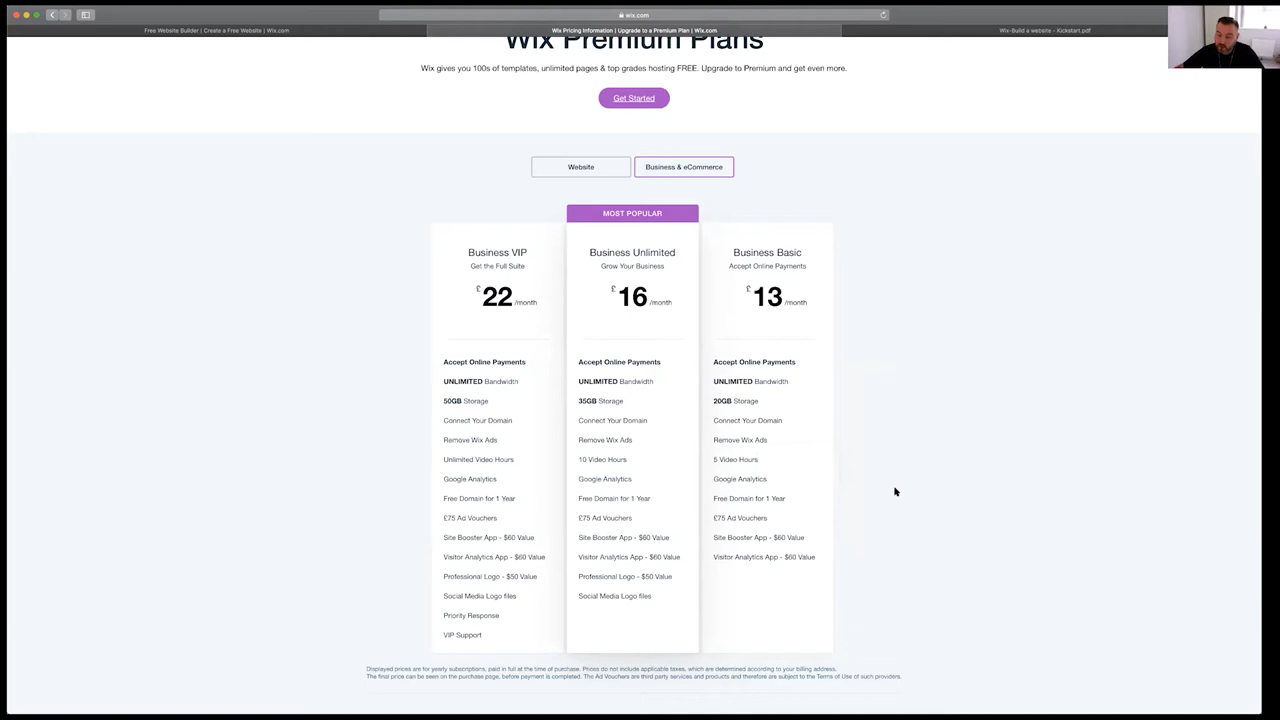 wix.com
Free Website Builder | Create a Free Website | Wix.com
Wix Pricing Information | Upgrade to a Premium Plan | Wix.com
Wix-Build a website - Kickstart.pdf
Wix Premium Plans
Wix gives you 100s of templates, unlimited pages & top grades hosting FREE. Upgrade to Premium and get even more.
Get Started
Website
Business & eCommerce
MOST POPULAR
Business VIP
Get the Full Suite
£22/month
Accept Online Payments
UNLIMITED Bandwidth
50GB Storage
Connect Your Domain
Remove Wix Ads
Unlimited Video Hours
Google Analytics
Free Domain for 1 Year
£75 Ad Vouchers
Site Booster App - $60 Value
Visitor Analytics App - $60 Value
Professional Logo - $50 Value
Social Media Logo files
Priority Response
VIP Support
Business Unlimited
Grow Your Business
£16/month
Accept Online Payments
UNLIMITED Bandwidth
35GB Storage
Connect Your Domain
Remove Wix Ads
10 Video Hours
Google Analytics
Free Domain for 1 Year
£75 Ad Vouchers
Site Booster App - $60 Value
Visitor Analytics App - $60 Value
Professional Logo - $50 Value
Social Media Logo files
Business Basic
Accept Online Payments
£13/month
Accept Online Payments
UNLIMITED Bandwidth
20GB Storage
Connect Your Domain
Remove Wix Ads
5 Video Hours
Google Analytics
Free Domain for 1 Year
£75 Ad Vouchers
Site Booster App - $60 Value
Visitor Analytics App - $60 Value
Displayed prices are for yearly subscriptions, paid in full at the time of purchase. Prices do not include applicable taxes, which are determined according to your billing address.
The final price can be seen on the purchase page, before payment is completed. The Ad Vouchers are third party services and products and therefore are subject to the Terms of Use of such providers.